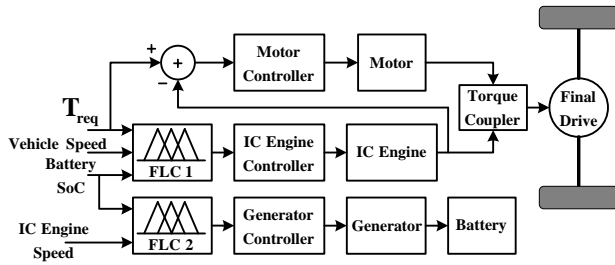 +
+
−
Motor
Controller
Motor
T_req
Torque
Coupler
Final
Drive
Vehicle Speed
Battery
SoC
FLC 1
IC Engine
Controller
IC Engine
IC Engine
Speed
FLC 2
Generator
Controller
Generator
Battery